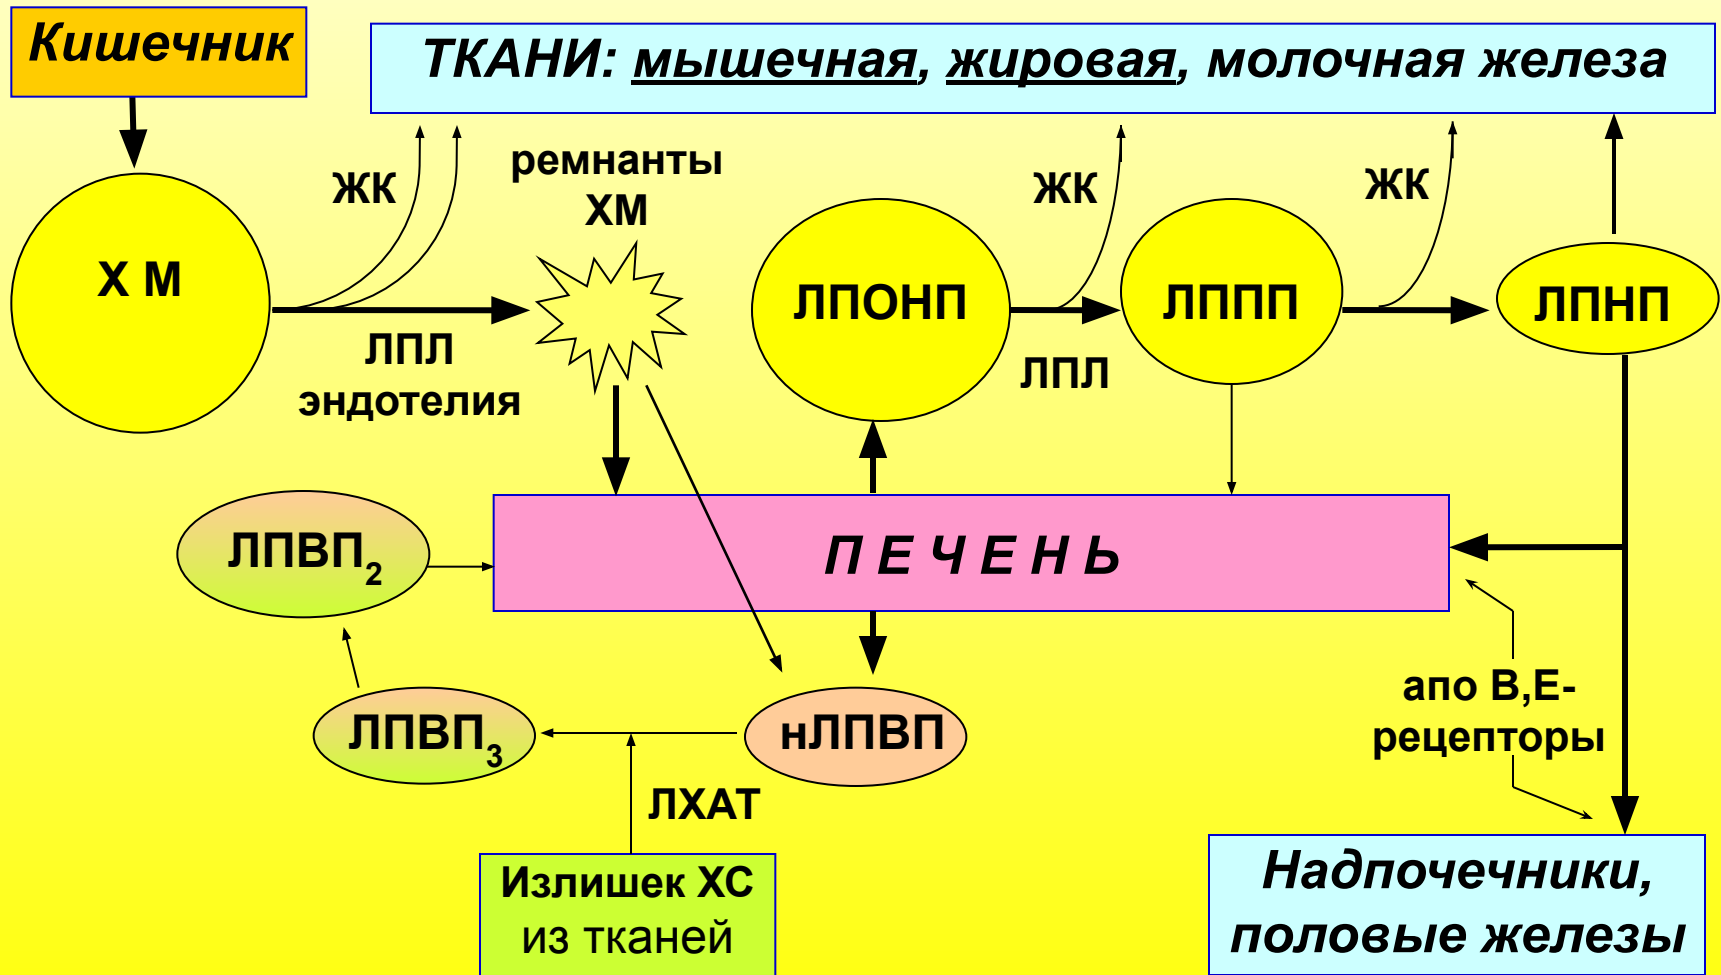 Кишечник
ТКАНИ: мышечная, жировая, молочная железа
ЖК
ремнанты
ХМ
ЖК
ЖК
Х М
ЛПОНП
ЛППП
ЛПНП
ЛПЛ
эндотелия
ЛПЛ
ЛПВП2
П Е Ч Е Н Ь
ЛПВП3
нЛПВП
апо В,Е-
рецепторы
ЛХАТ
Излишек ХС
из тканей
Надпочечники,
половые железы